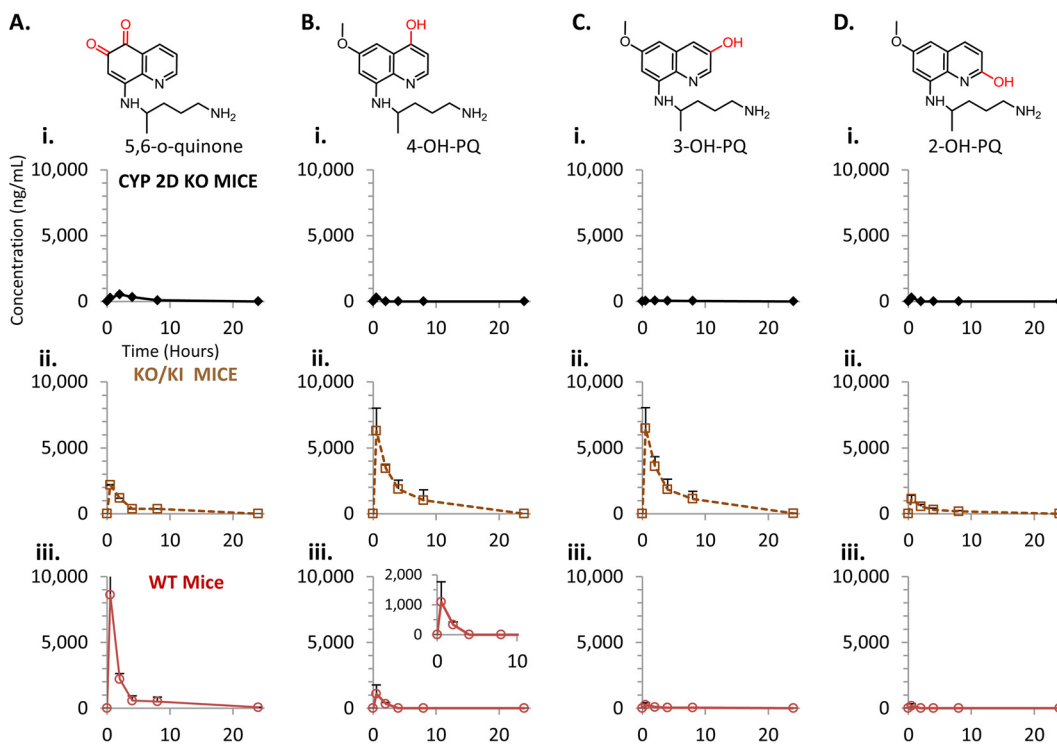 A. B. C. D.
O O OH
O O OH O
N N N N OH
HN NH₂ HN NH₂ HN NH₂ HN NH₂
i. i. i. i.
5,6-o-quinone 4-OH-PQ 3-OH-PQ 2-OH-PQ
Concentration (ng/mL)
CYP 2D KO MICE
10,000 10,000 10,000 10,000
5,000 5,000 5,000 5,000
0 0 0 0
0 10 20 0 10 20 0 10 20 0 10 20
Time (Hours)
ii. ii. ii. ii.
KO/KI MICE
10,000 10,000 10,000 10,000
5,000 5,000 5,000 5,000
0 0 0 0
0 10 20 0 10 20 0 10 20 0 10 20
iii. iii. iii. iii.
WT Mice
10,000 10,000 10,000 10,000
2,000
1,000
0
0 10
5,000 5,000 5,000 5,000
0 0 0 0
0 10 20 0 10 20 0 10 20 0 10 20